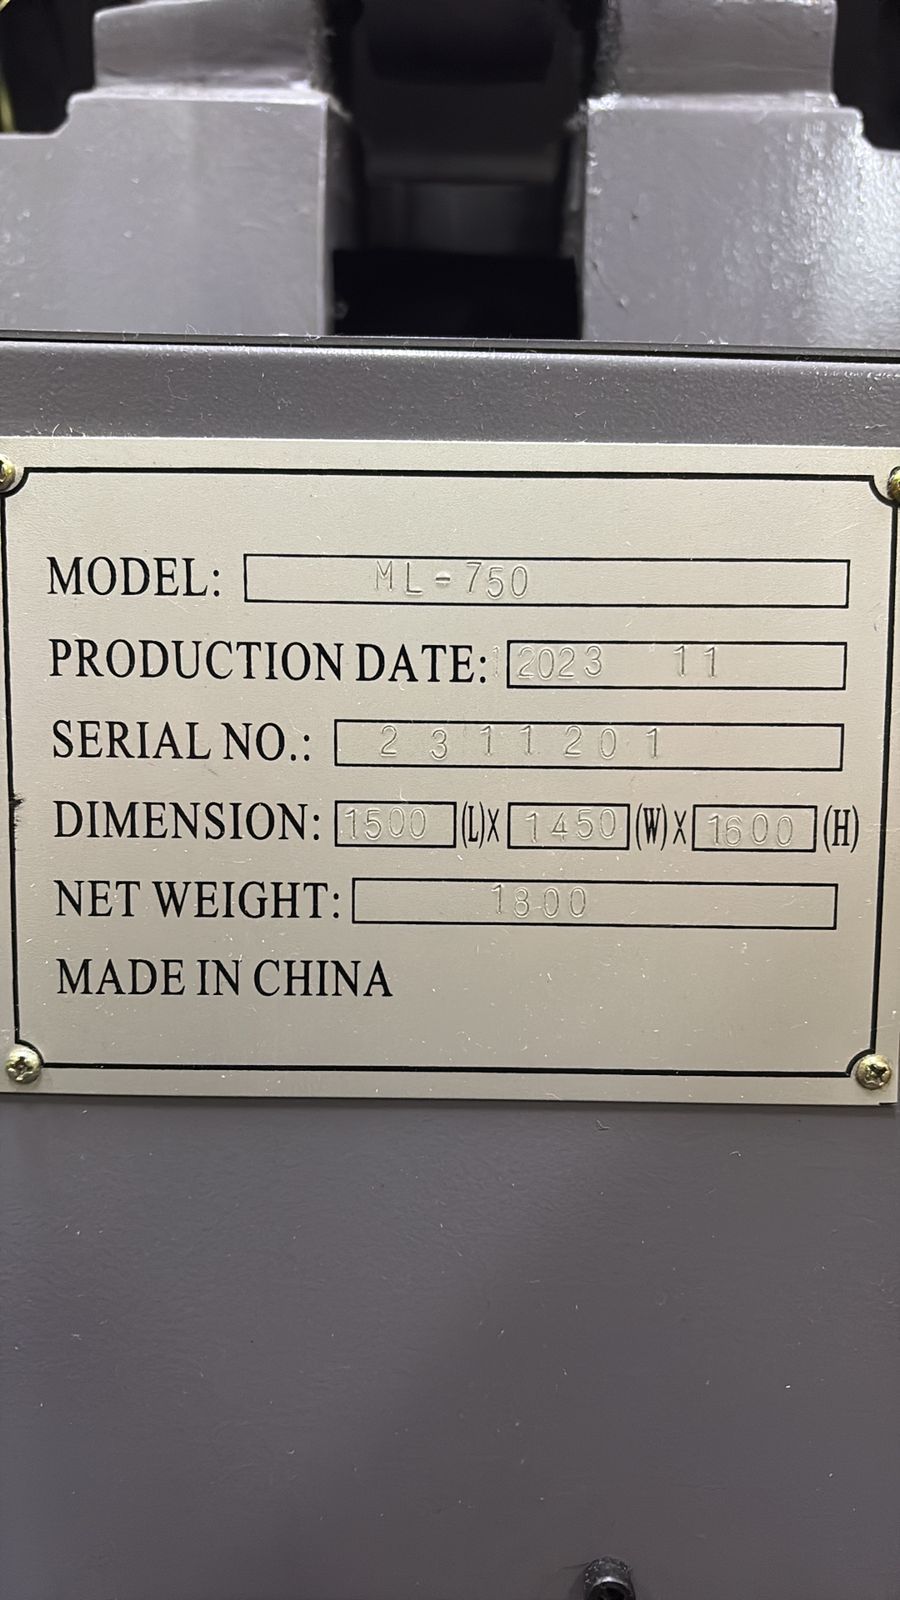 MODEL: ML-750
PRODUCTION DATE: 2023 11
SERIAL NO.: 2311201
DIMENSION: 1500 (L)X 1450 (W)X 1600 (H)
NET WEIGHT: 1800
MADE IN CHINA